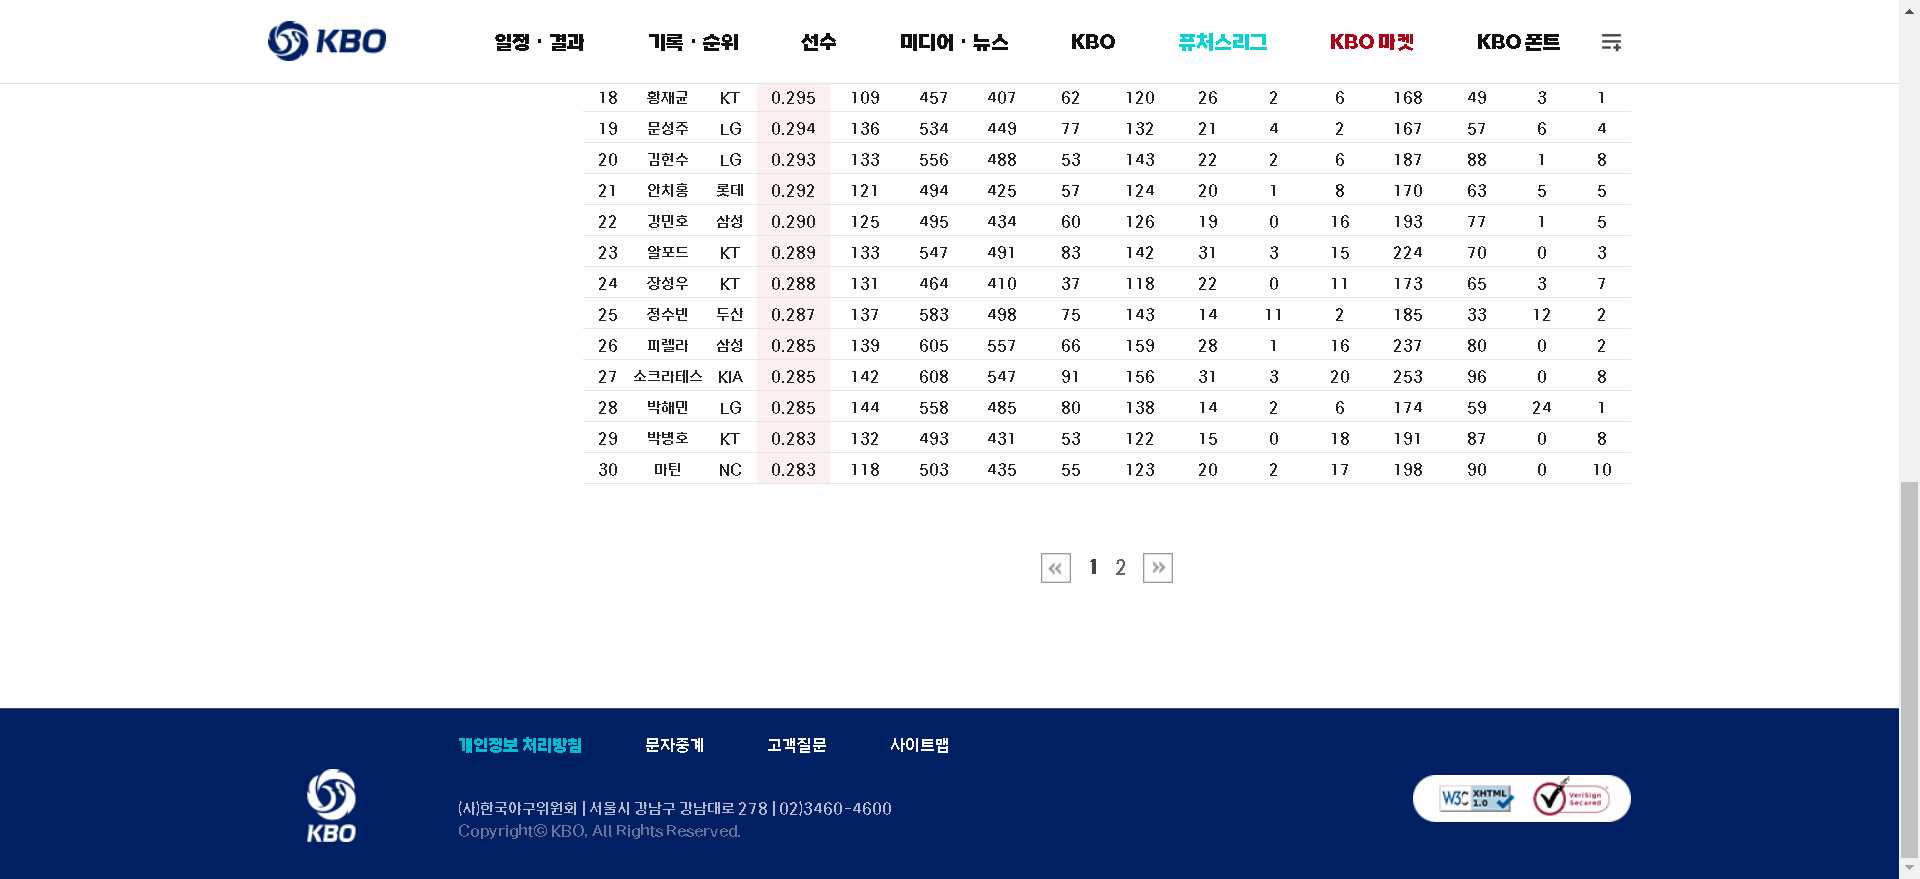 KBO 일정 · 결과 기록 · 순위 선수 미디어 · 뉴스 KBO 퓨처스리그 KBO 마켓 KBO 폰트
18 황재균 KT 0.295 109 457 407 62 120 26 2 6 168 49 3 1
19 문성주 LG 0.294 136 534 449 77 132 21 4 2 167 57 6 4
20 김현수 LG 0.293 133 556 488 53 143 22 2 6 187 88 1 8
21 안치홍 롯데 0.292 121 494 425 57 124 20 1 8 170 63 5 5
22 강민호 삼성 0.290 125 495 434 60 126 19 0 16 193 77 1 5
23 알포드 KT 0.289 133 547 491 83 142 31 3 15 224 70 0 3
24 장성우 KT 0.288 131 464 410 37 118 22 0 11 173 65 3 7
25 정수빈 두산 0.287 137 583 498 75 143 14 11 2 185 33 12 2
26 피렐라 삼성 0.285 139 605 557 66 159 28 1 16 237 80 0 2
27 소크라테스 KIA 0.285 142 608 547 91 156 31 3 20 253 96 0 8
28 박해민 LG 0.285 144 558 485 80 138 14 2 6 174 59 24 1
29 박병호 KT 0.283 132 493 431 53 122 15 0 18 191 87 0 8
30 마틴 NC 0.283 118 503 435 55 123 20 2 17 198 90 0 10
1 2
개인정보 처리방침 문자중계 고객질문 사이트맵
KBO
(사)한국야구위원회 | 서울시 강남구 강남대로 278 | 02)3460-4600
Copyright© KBO, All Rights Reserved.
W3C XHTML 1.0
VeriSign Secured